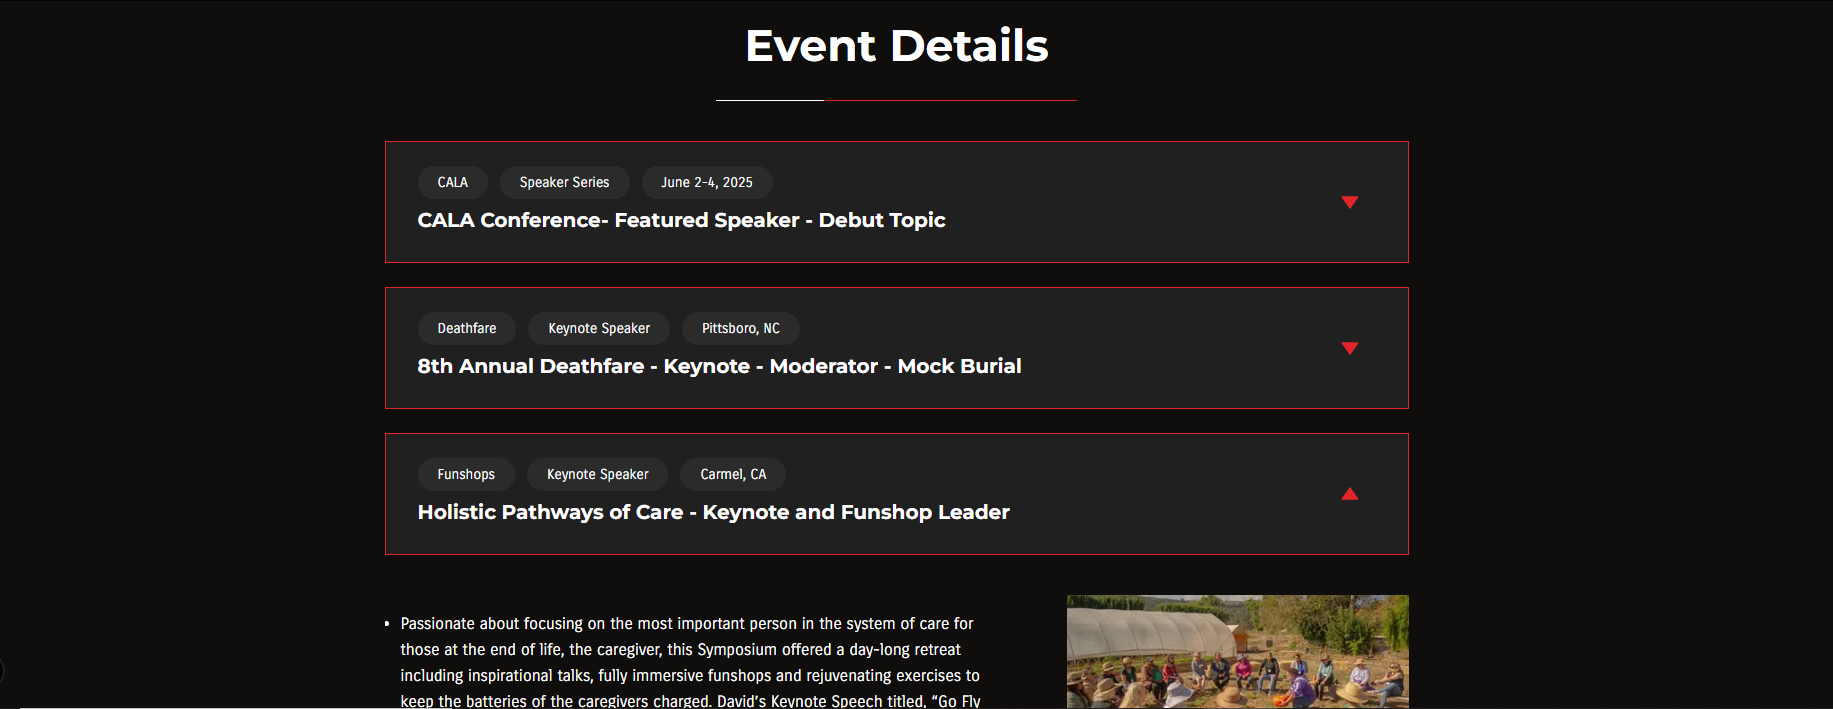 Event Details
CALA
Speaker Series
June 2-4, 2025
CALA Conference- Featured Speaker - Debut Topic
Deathfare
Keynote Speaker
Pittsboro, NC
8th Annual Deathfare - Keynote - Moderator - Mock Burial
Funshops
Keynote Speaker
Carmel, CA
Holistic Pathways of Care - Keynote and Funshop Leader
• Passionate about focusing on the most important person in the system of care for
those at the end of life, the caregiver, this Symposium offered a day-long retreat
including inspirational talks, fully immersive funshops and rejuvenating exercises to
keep the batteries of the caregivers charged. David’s Keynote Speech titled, “Go Fly